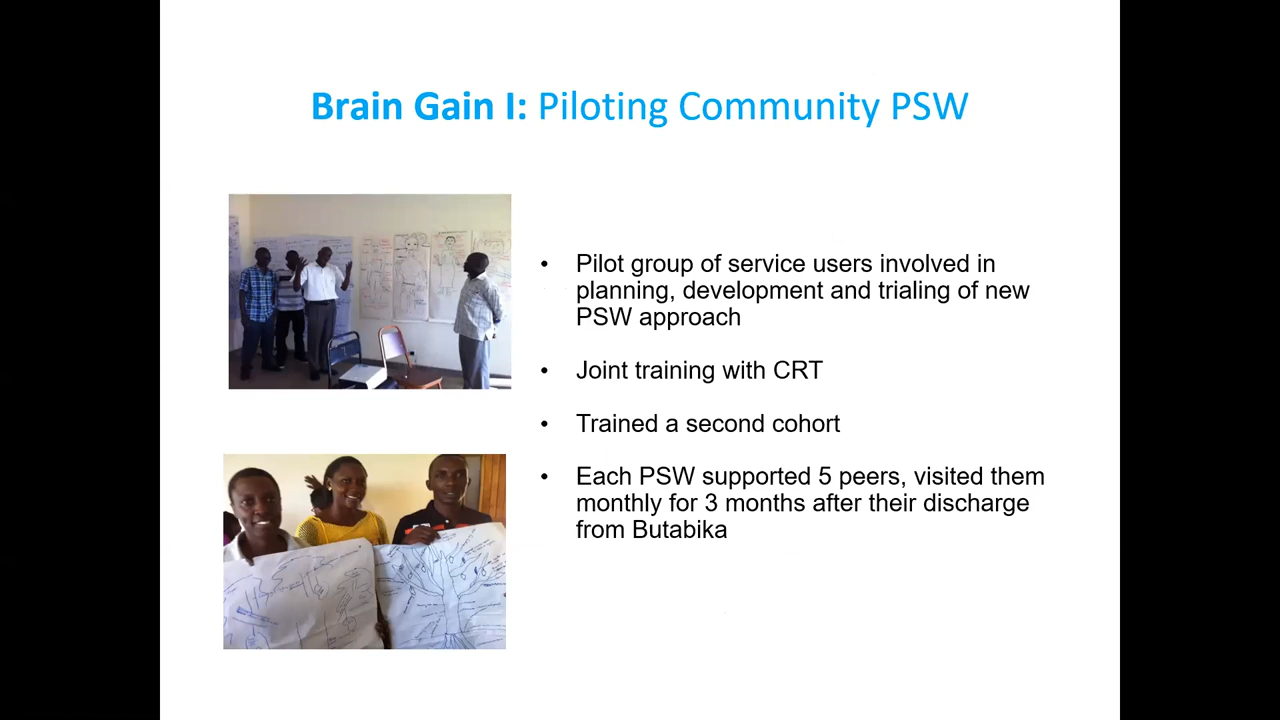 Brain Gain I: Piloting Community PSW
• Pilot group of service users involved in
planning, development and trialing of new
PSW approach
• Joint training with CRT
• Trained a second cohort
• Each PSW supported 5 peers, visited them
monthly for 3 months after their discharge
from Butabika